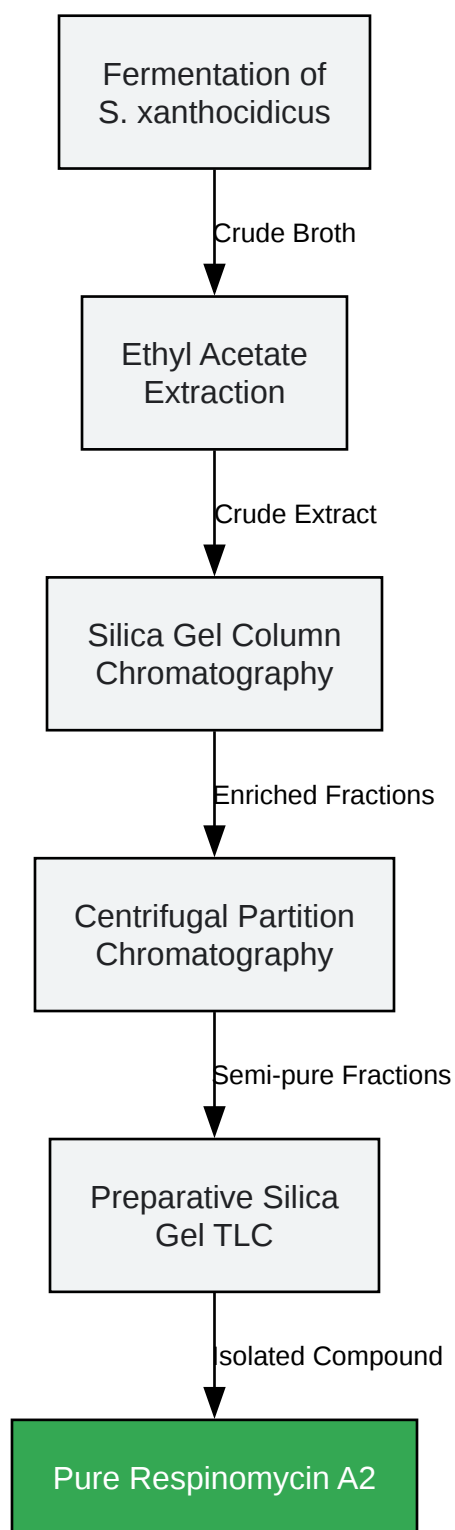 Fermentation of
S. xanthocidicus
Crude Broth
Ethyl Acetate
Extraction
Crude Extract
Silica Gel Column
Chromatography
Enriched Fractions
Centrifugal Partition
Chromatography
Semi-pure Fractions
Preparative Silica
Gel TLC
Isolated Compound
Pure Respinomycin A2